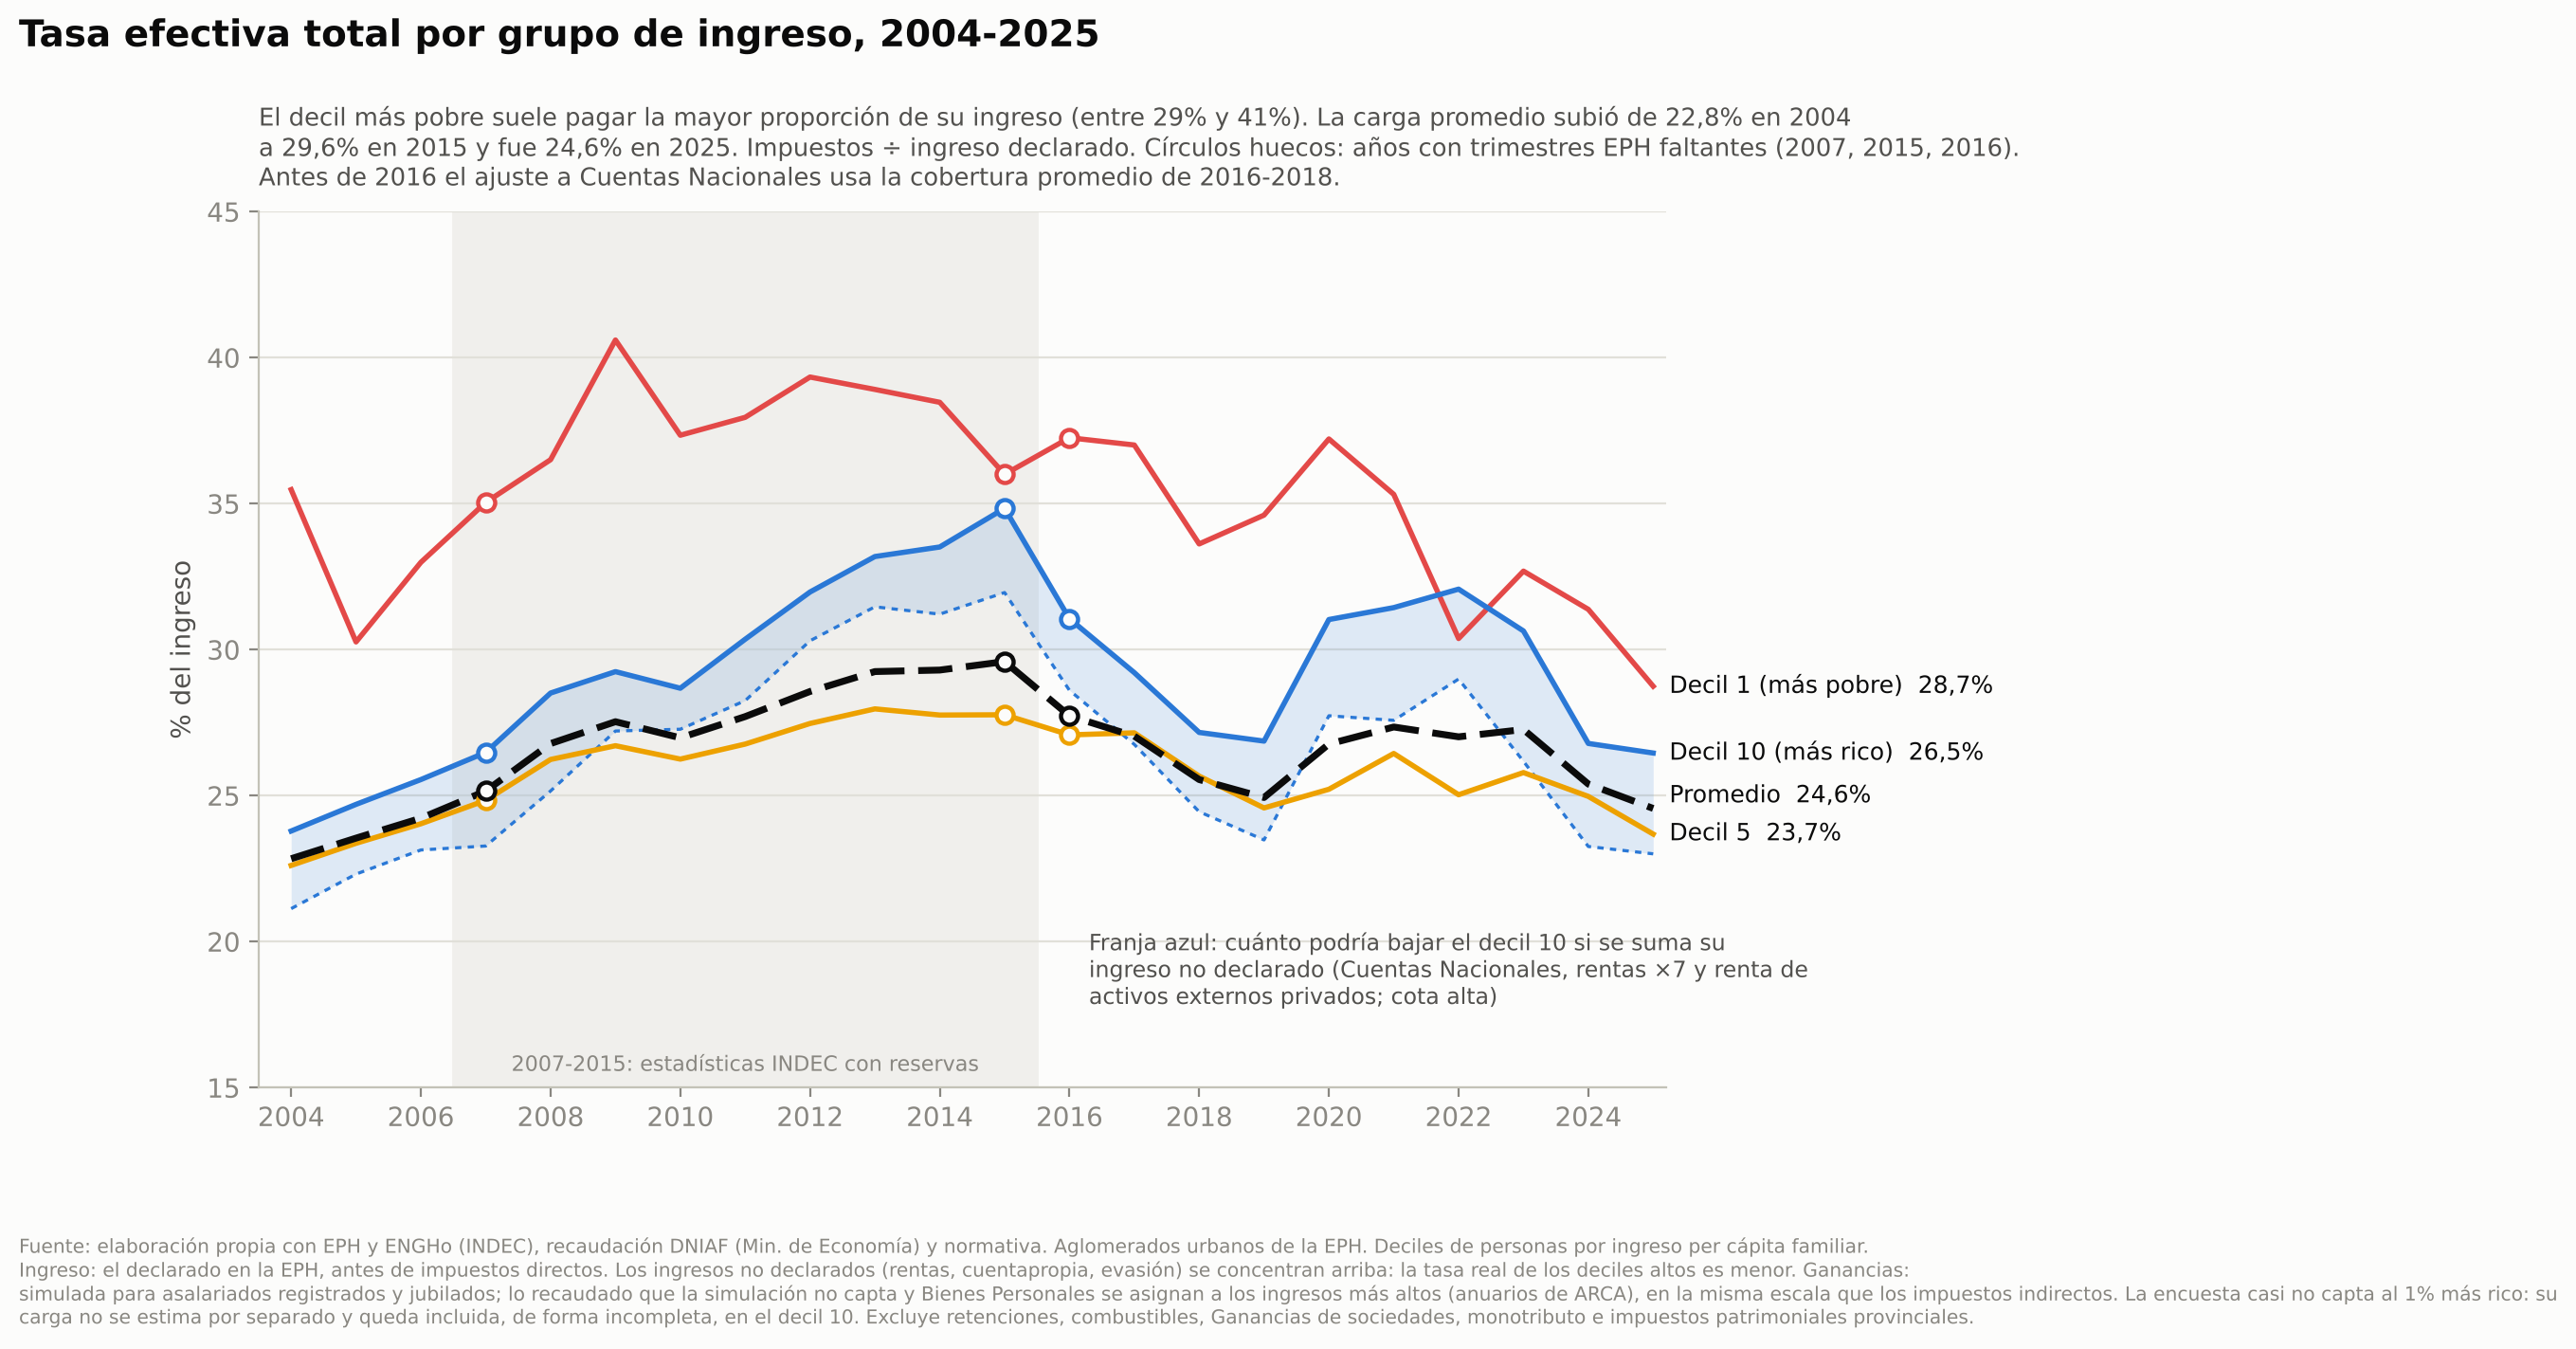 Tasa efectiva total por grupo de ingreso, 2004-2025
El decil más pobre suele pagar la mayor proporción de su ingreso (entre 29% y 41%). La carga promedio subió de 22,8% en 2004
a 29,6% en 2015 y fue 24,6% en 2025. Impuestos ÷ ingreso declarado. Círculos huecos: años con trimestres EPH faltantes (2007, 2015, 2016).
Antes de 2016 el ajuste a Cuentas Nacionales usa la cobertura promedio de 2016-2018.
% del ingreso
45
40
35
30
25
20
15
Decil 1 (más pobre) 28,7%
Decil 10 (más rico) 26,5%
Promedio 24,6%
Decil 5 23,7%
Franja azul: cuánto podría bajar el decil 10 si se suma su
ingreso no declarado (Cuentas Nacionales, rentas ×7 y renta de
activos externos privados; cota alta)
2007-2015: estadísticas INDEC con reservas
2004 2006 2008 2010 2012 2014 2016 2018 2020 2022 2024
Fuente: elaboración propia con EPH y ENGHo (INDEC), recaudación DNIAF (Min. de Economía) y normativa. Aglomerados urbanos de la EPH. Deciles de personas por ingreso per cápita familiar.
Ingreso: el declarado en la EPH, antes de impuestos directos. Los ingresos no declarados (rentas, cuentapropia, evasión) se concentran arriba: la tasa real de los deciles altos es menor. Ganancias:
simulada para asalariados registrados y jubilados; lo recaudado que la simulación no capta y Bienes Personales se asignan a los ingresos más altos (anuarios de ARCA), en la misma escala que los impuestos indirectos. La encuesta casi no capta al 1% más rico: su
carga no se estima por separado y queda incluida, de forma incompleta, en el decil 10. Excluye retenciones, combustibles, Ganancias de sociedades, monotributo e impuestos patrimoniales provinciales.